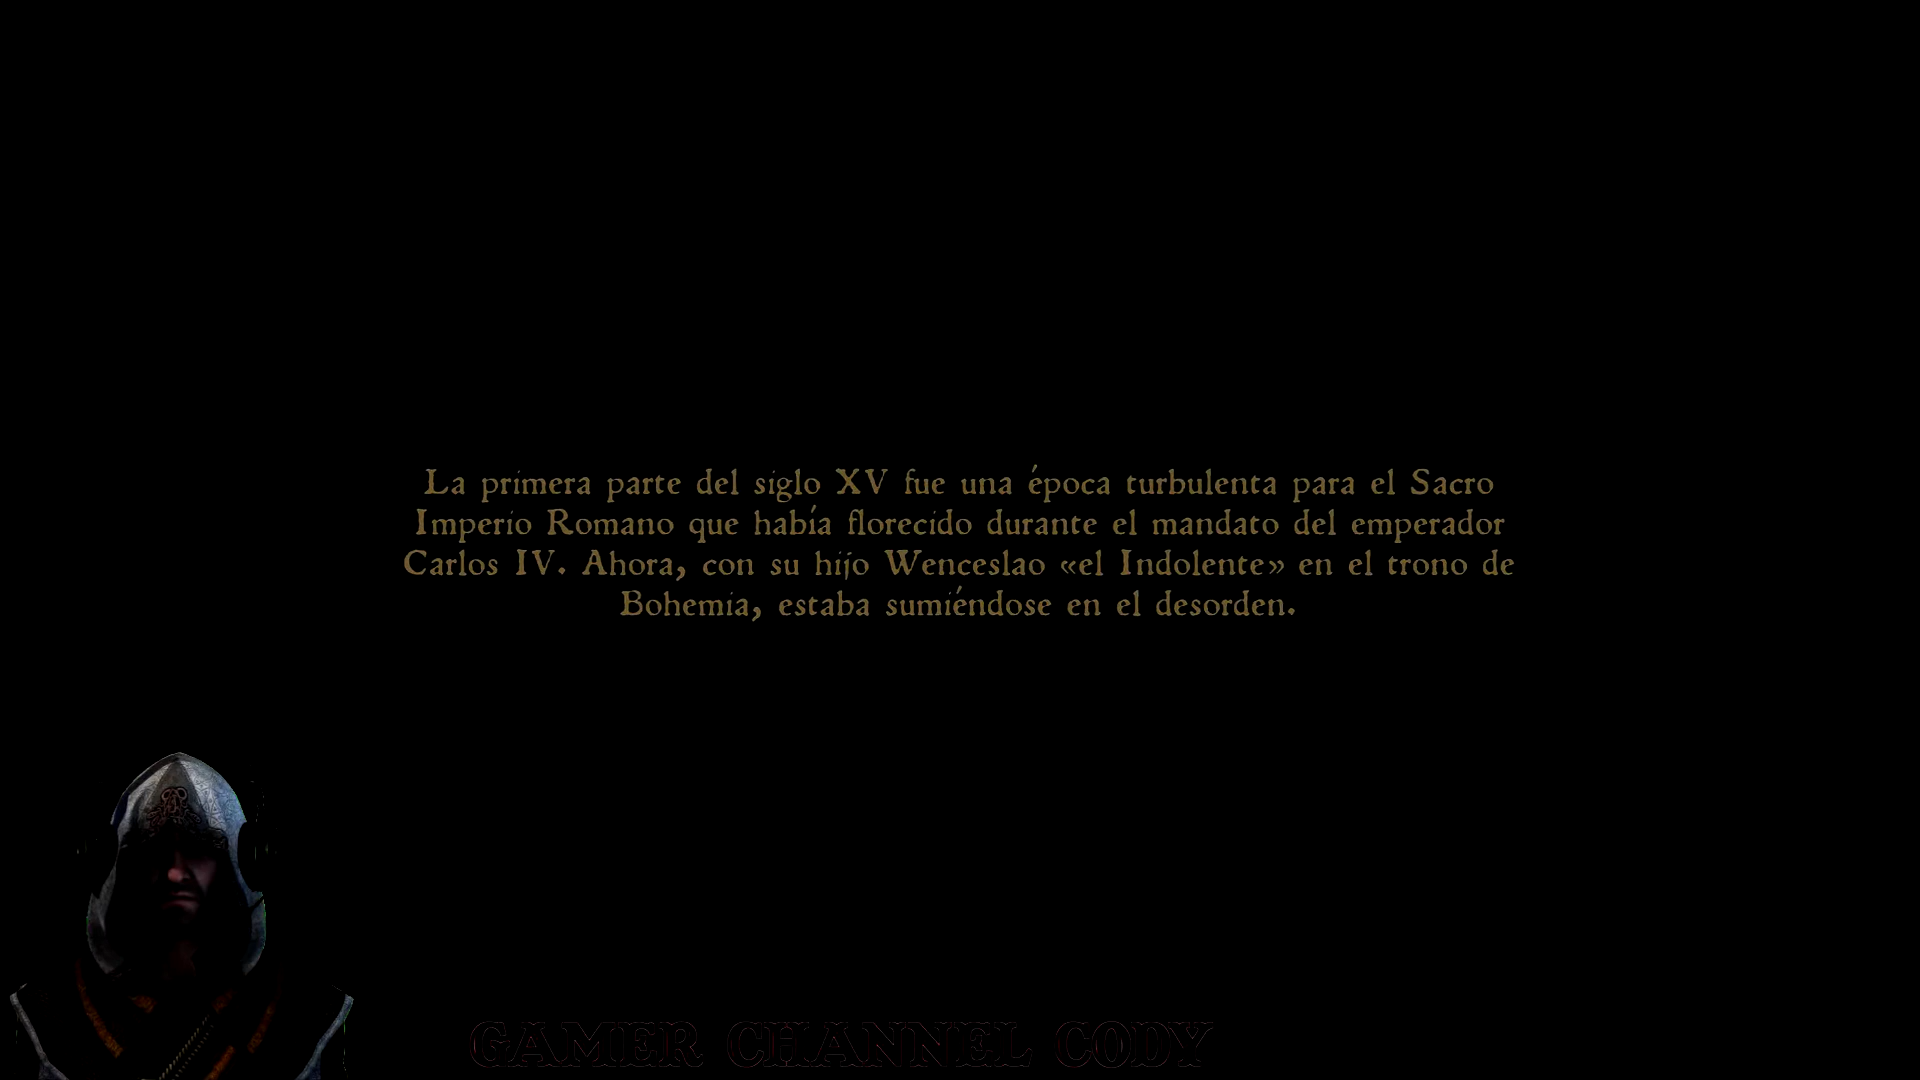 La primera parte del siglo XV fue una época turbulenta para el Sacro
Imperio Romano que había florecido durante el mandato del emperador
Carlos IV. Ahora, con su hijo Wenceslao «el Indolente» en el trono de
Bohemia, estaba sumiéndose en el desorden.
GAMER CHANNEL CODY